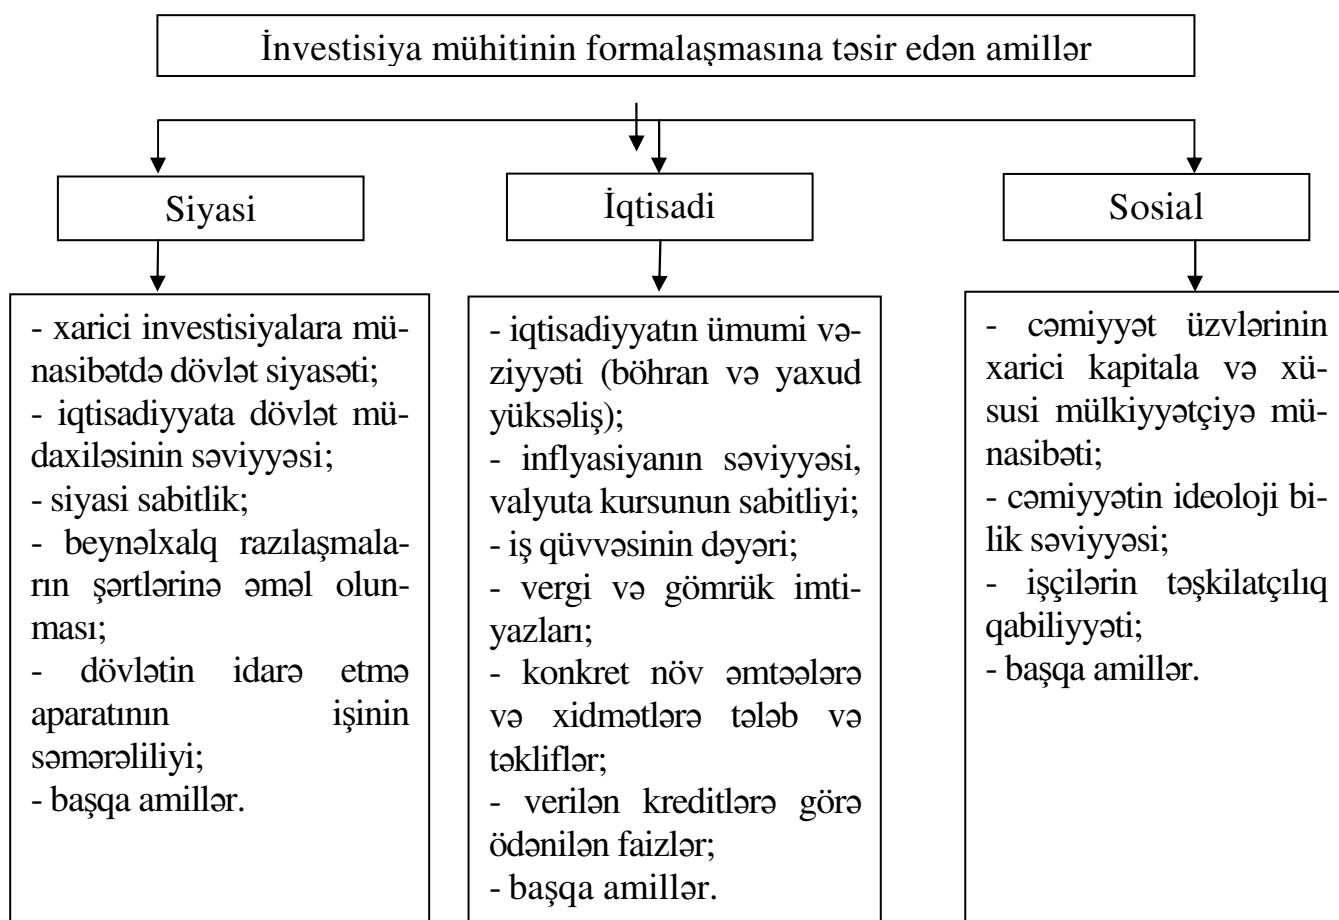 İnvestisiya mühitinin formalaşmasına təsir edən amillər
Siyasi
İqtisadi
Sosial
- xarici investisiyalara mü-
nasibətdə dövlət siyasəti;
- iqtisadiyyata dövlət mü-
daxiləsinin səviyyəsi;
- siyasi sabitlik;
- beynəlxalq razılaşmala-
rın şərtlərinə əməl olun-
ması;
- dövlətin idarə etmə
aparatının işinin
səmərəliliyi;
- başqa amillər.
- iqtisadiyyatın ümumi və-
ziyyəti (böhran və yaxud
yüksəliş);
- inflyasiyanın səviyyəsi,
valyuta kursunun sabitliyi;
- iş qüvvəsinin dəyəri;
- vergi və gömrük imti-
yazları;
- konkret növ əmtəələrə
və xidmətlərə tələb və
təkliflər;
- verilən kreditlərə görə
ödənilən faizlər;
- başqa amillər.
- cəmiyyət üzvlərinin
xarici kapitala və xü-
susi mülkiyyətçiyə mü-
nasibəti;
- cəmiyyətin ideoloji bi-
lik səviyyəsi;
- işçilərin təşkilatçılıq
qabiliyyəti;
- başqa amillər.